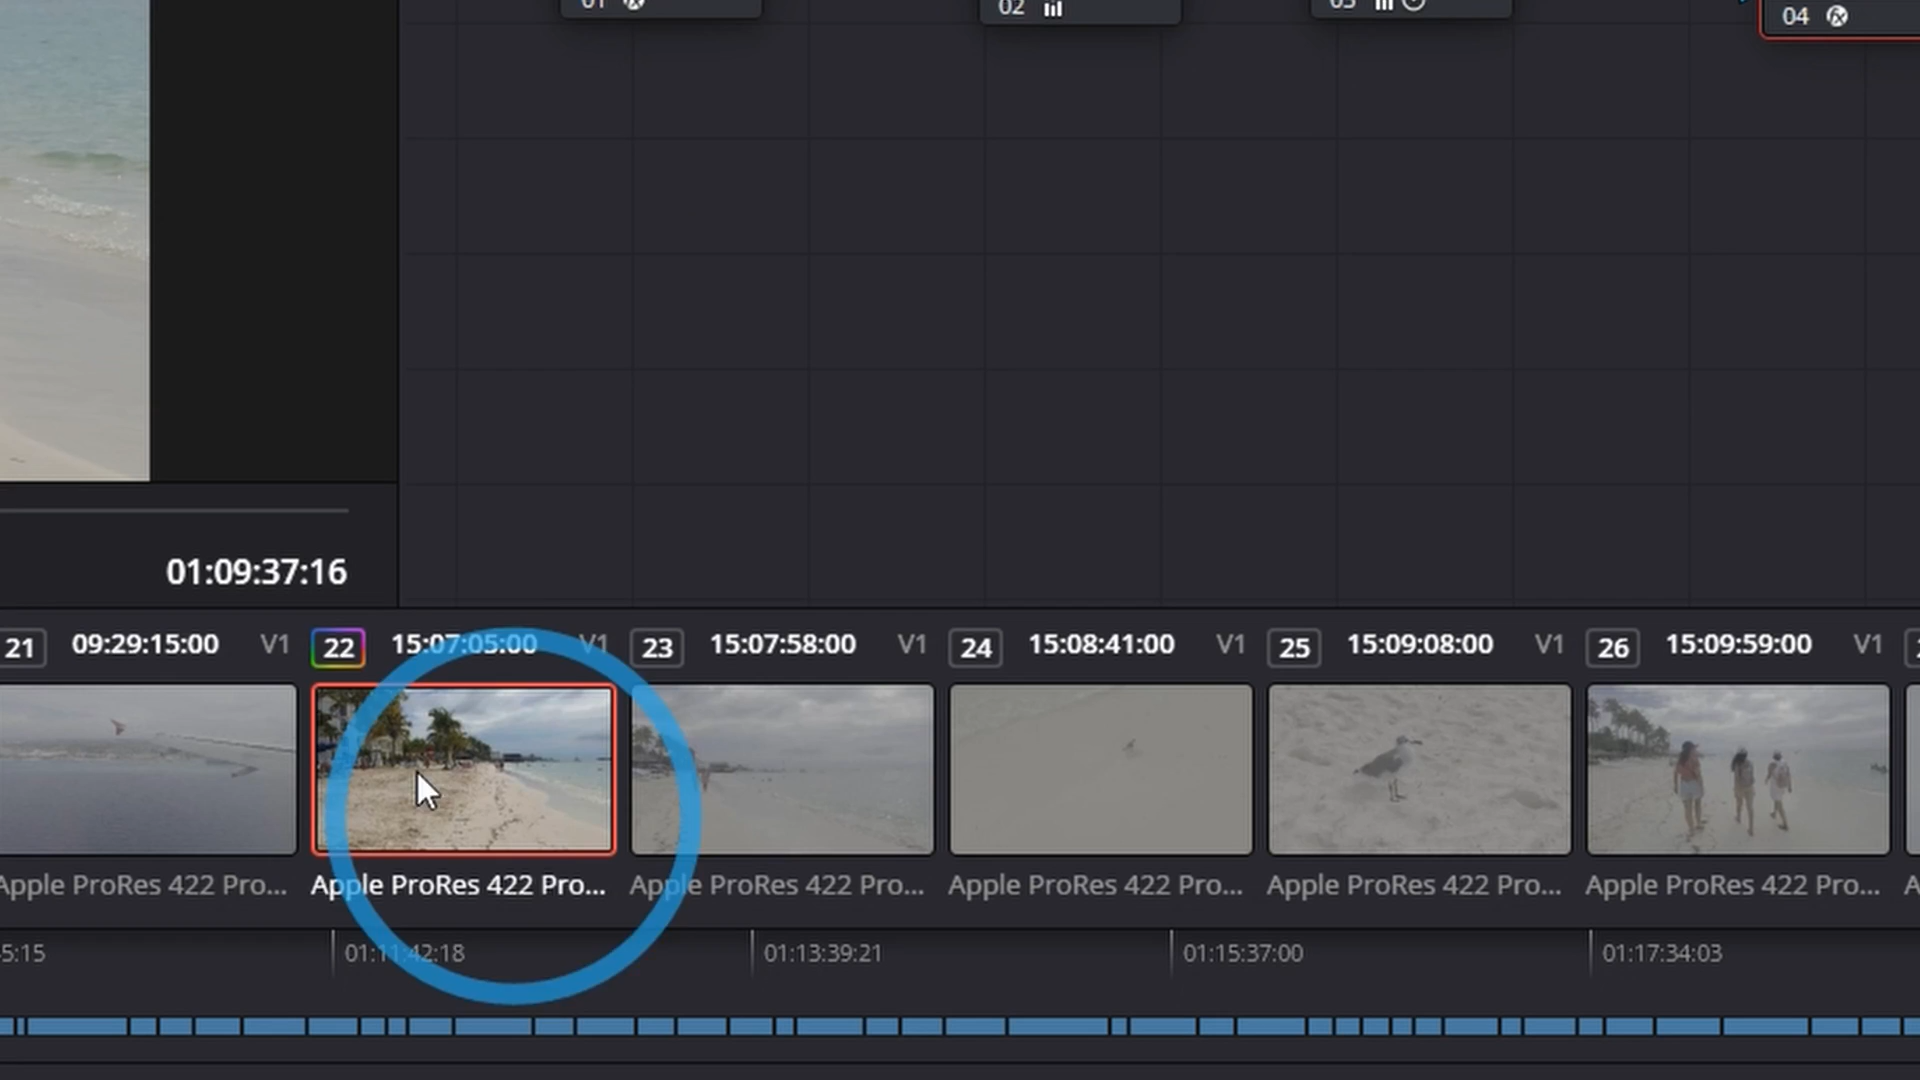 01
02
03
04
01:09:37:16
21 09:29:15:00 V1 22 15:07:05:00 V1 23 15:07:58:00 V1 24 15:08:41:00 V1 25 15:09:08:00 V1 26 15:09:59:00 V1
Apple ProRes 422 Pro... Apple ProRes 422 Pro... Apple ProRes 422 Pro... Apple ProRes 422 Pro... Apple ProRes 422 Pro... Apple ProRes 422 Pro...
5:15 01:11:42:18 01:13:39:21 01:15:37:00 01:17:34:03